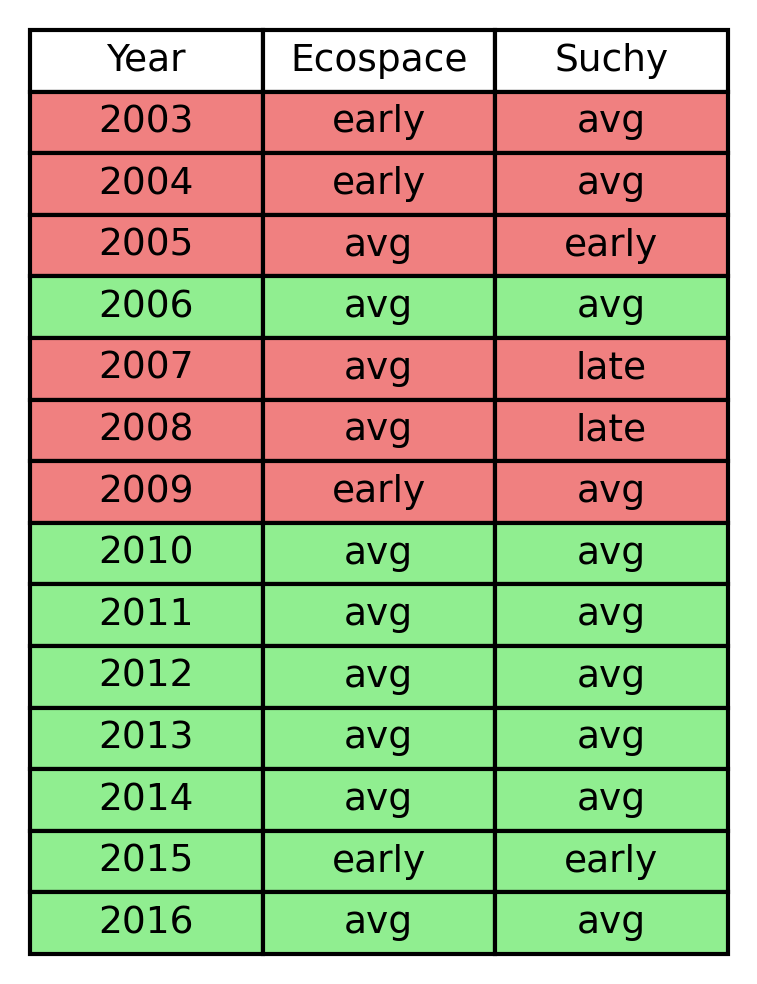 Year Ecospace Suchy
2003 early avg
2004 early avg
2005 avg early
2006 avg avg
2007 avg late
2008 avg late
2009 early avg
2010 avg avg
2011 avg avg
2012 avg avg
2013 avg avg
2014 avg avg
2015 early early
2016 avg avg